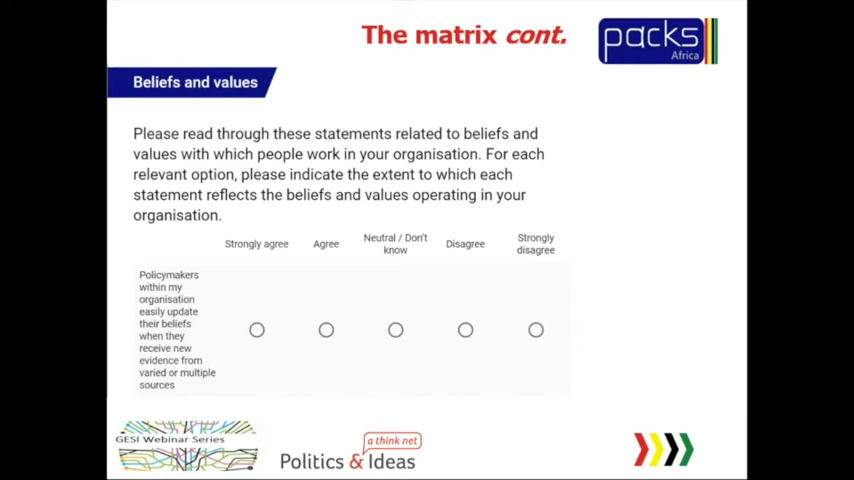 The matrix cont.
packs
Africa
Beliefs and values
Please read through these statements related to beliefs and
values with which people work in your organisation. For each
relevant option, please indicate the extent to which each
statement reflects the beliefs and values operating in your
organisation.
Strongly agree
Agree
Neutral / Don't
know
Disagree
Strongly
disagree
Policymakers
within my
organisation
easily update
their beliefs
when they
receive new
evidence from
varied or multiple
sources
GESI Webinar Series
a think net
Politics & Ideas